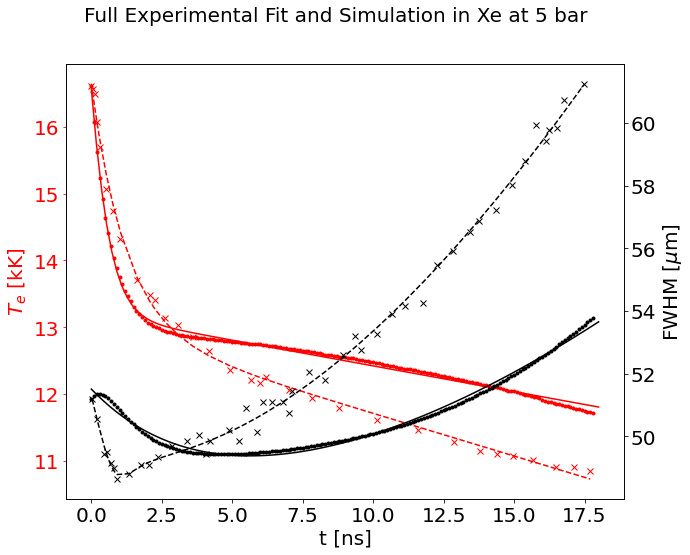 Full Experimental Fit and Simulation in Xe at 5 bar
16
15
14
13
12
11
T_e [kK]
60
58
56
54
52
50
FWHM [μm]
0.0 2.5 5.0 7.5 10.0 12.5 15.0 17.5
t [ns]